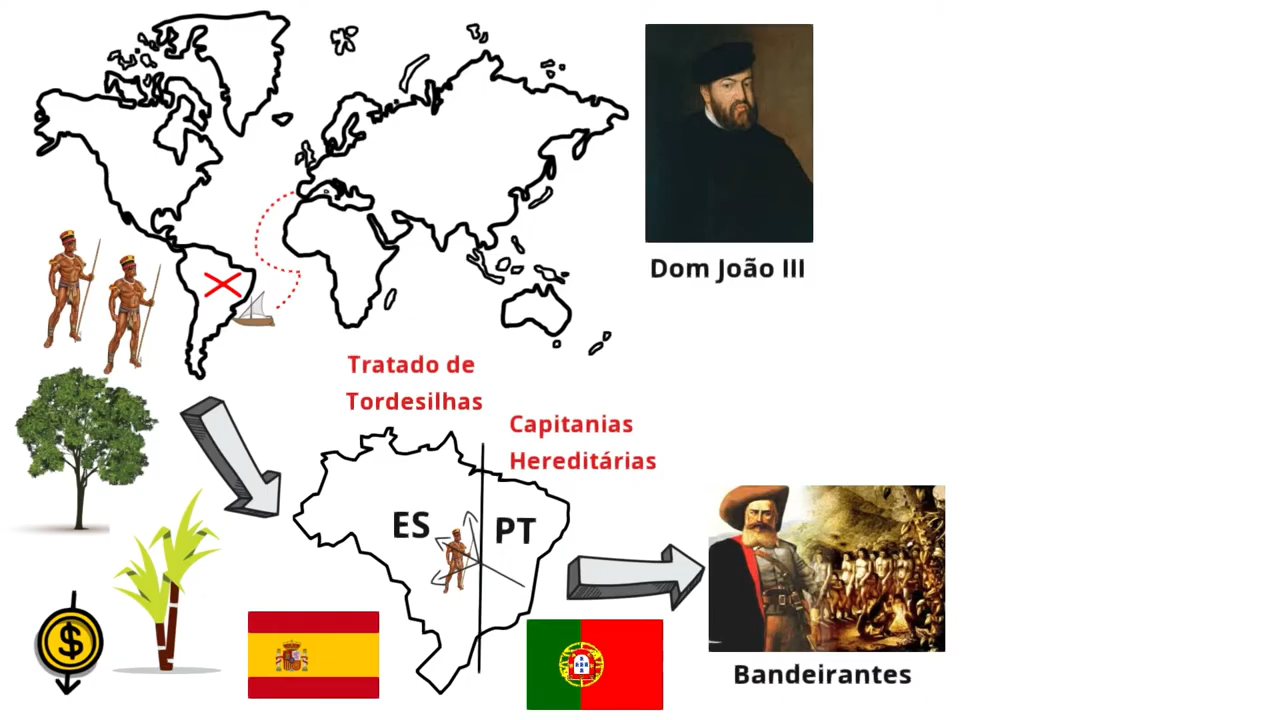 Dom João III
Tratado de
Tordesilhas
Capitanias
Hereditárias
ES
PT
$
Bandeirantes